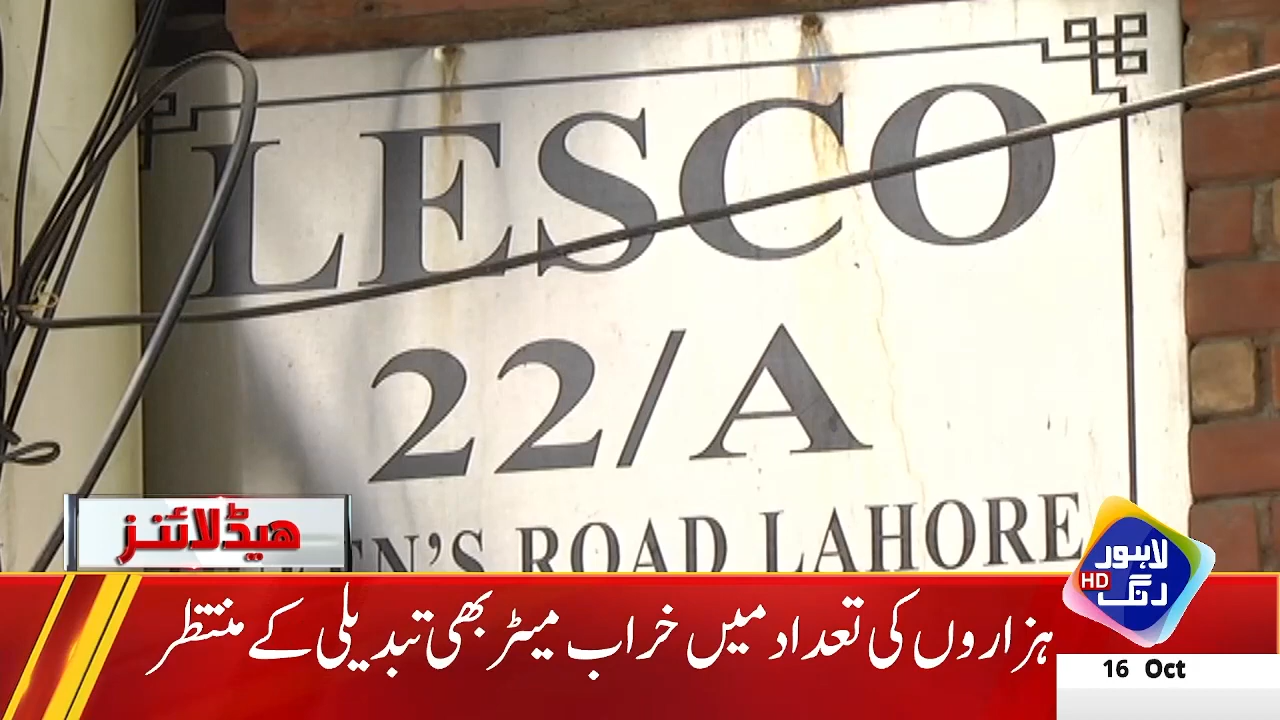 LESCO
22/A
EN'S ROAD LAHORE
ہیڈلائنز
لاہور
رنگ HD
ہزاروں کی تعداد میں خراب میٹر بھی تبدیلی کے منتظر
16 Oct